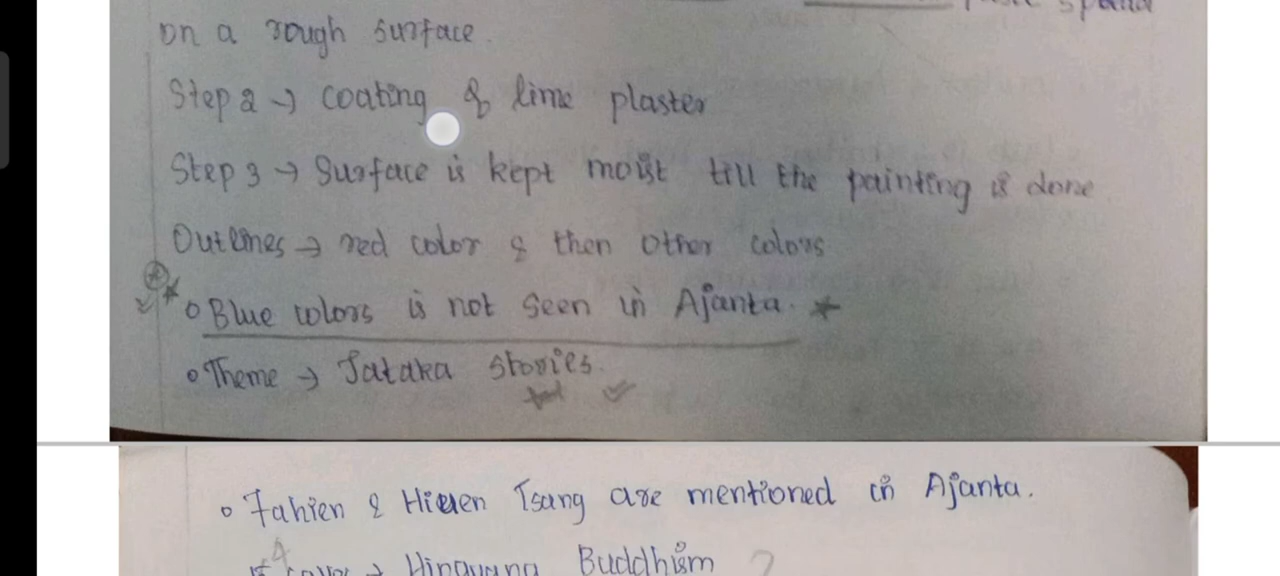 on a rough surface.
Step 2 → coating of lime plaster
Step 3 → Surface is kept moist till the painting is done.
Outlines → red color & then other colors
o Blue colors is not seen in Ajanta.
o Theme → Jataka stories.
o Fahien & Hieuen Tsang are mentioned in Ajanta.
Buddhism